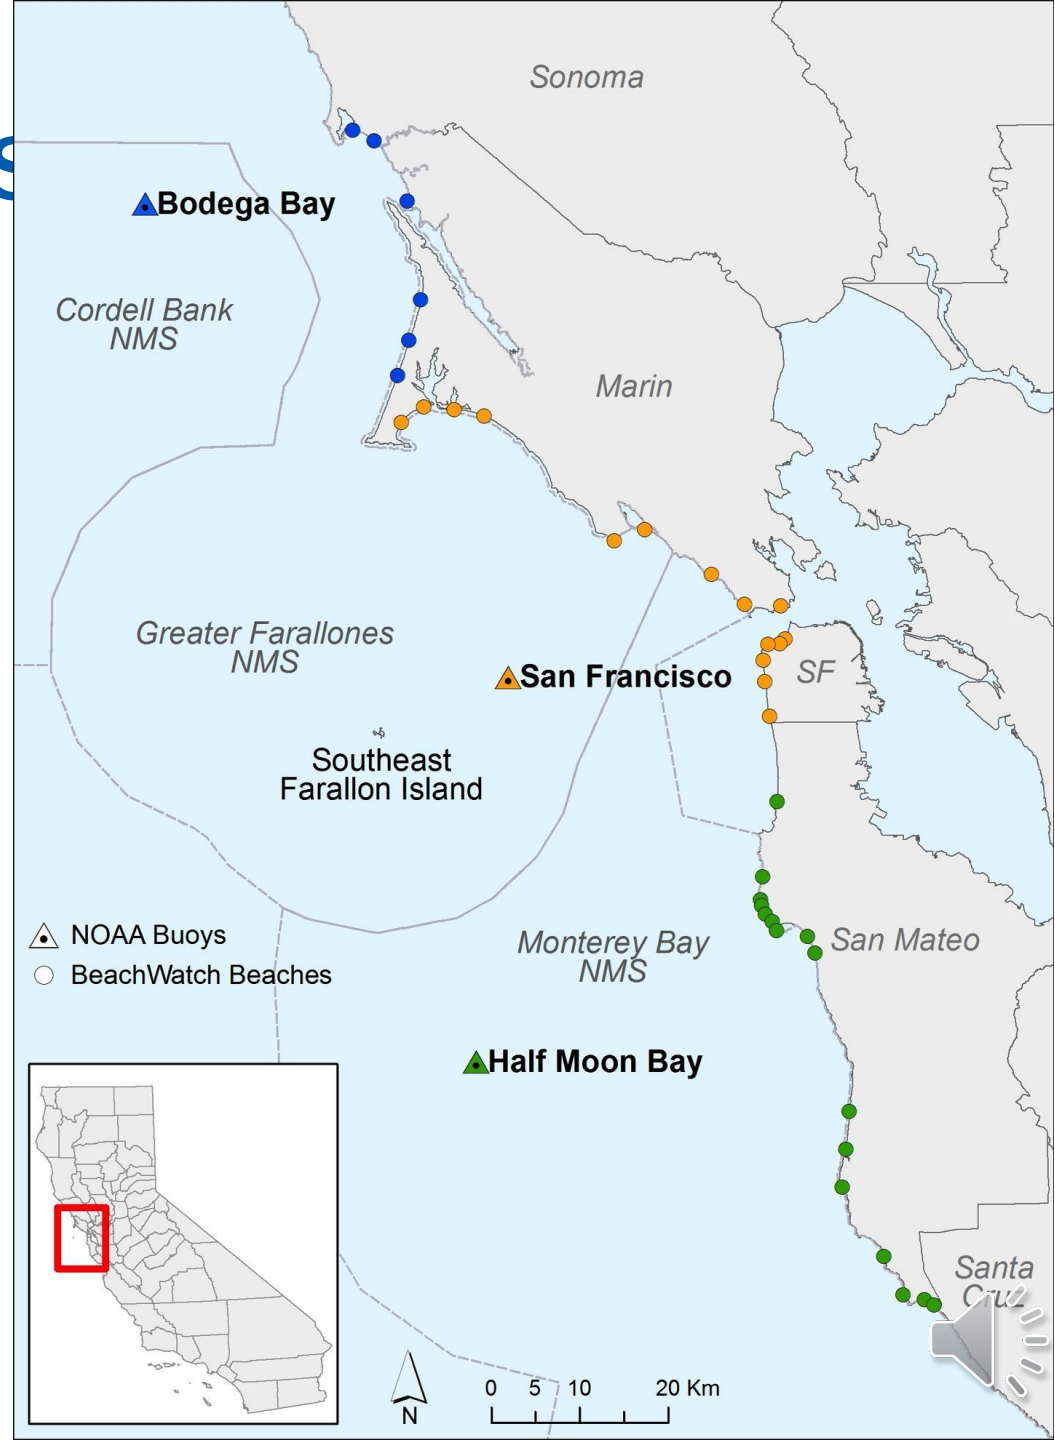 Sonoma
S
Bodega Bay
Cordell Bank
NMS
Marin
Greater Farallones
NMS
San Francisco
SF
Southeast
Farallon Island
NOAA Buoys
BeachWatch Beaches
Monterey Bay
NMS
San Mateo
Half Moon Bay
Santa
Cruz
N
0 5 10 20 Km